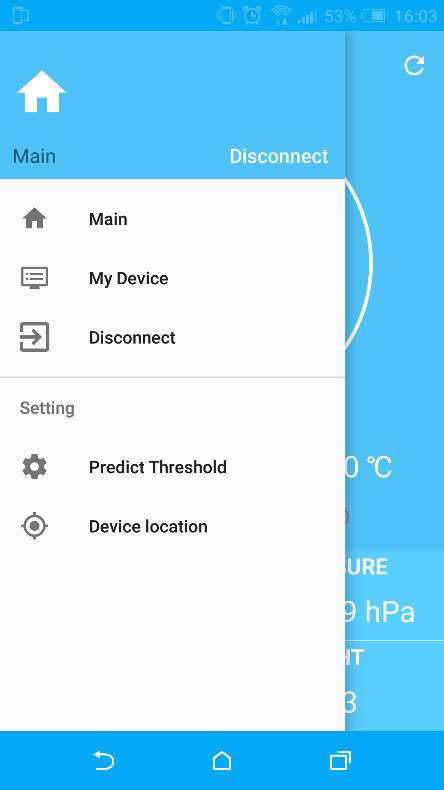 53% 16:03
Main Disconnect
Main
My Device
Disconnect
Setting
Predict Threshold
Device location
0 °C
SURE
9 hPa
HT
3